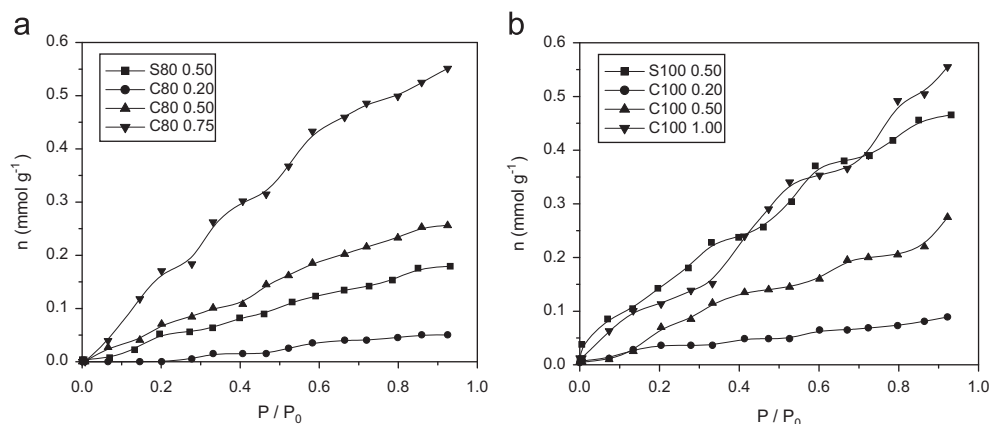 a
0.6
0.5
0.4
0.3
0.2
0.1
0.0
n (mmol g⁻¹)
S80 0.50
C80 0.20
C80 0.50
C80 0.75
0.0 0.2 0.4 0.6 0.8 1.0
P / P₀
b
0.6
0.5
0.4
0.3
0.2
0.1
0.0
n (mmol g⁻¹)
S100 0.50
C100 0.20
C100 0.50
C100 1.00
0.0 0.2 0.4 0.6 0.8 1.0
P / P₀